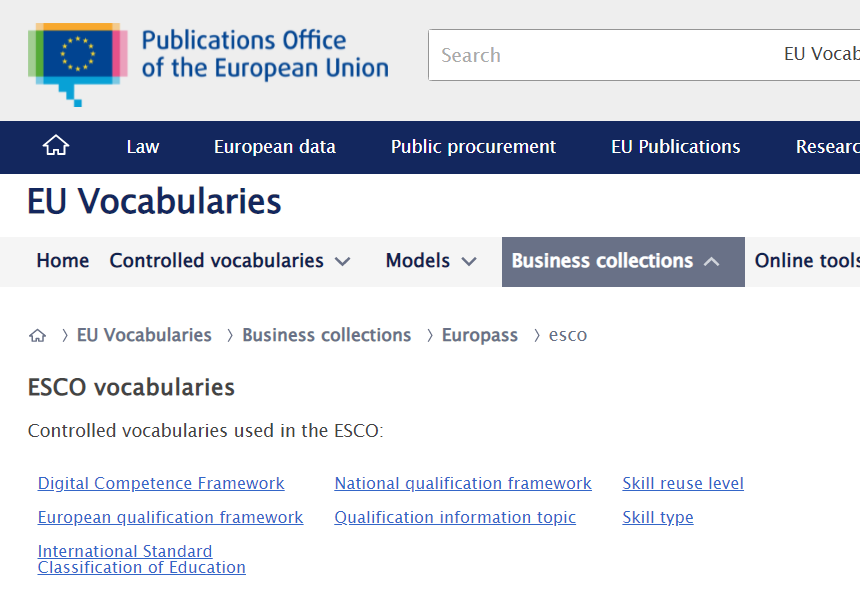 Publications Office
of the European Union
Search
EU Vocab
Law European data Public procurement EU Publications Researc
EU Vocabularies
Home Controlled vocabularies Models Business collections Online tools
EU Vocabularies Business collections Europass esco
ESCO vocabularies
Controlled vocabularies used in the ESCO:
Digital Competence Framework National qualification framework Skill reuse level
European qualification framework Qualification information topic Skill type
International Standard
Classification of Education